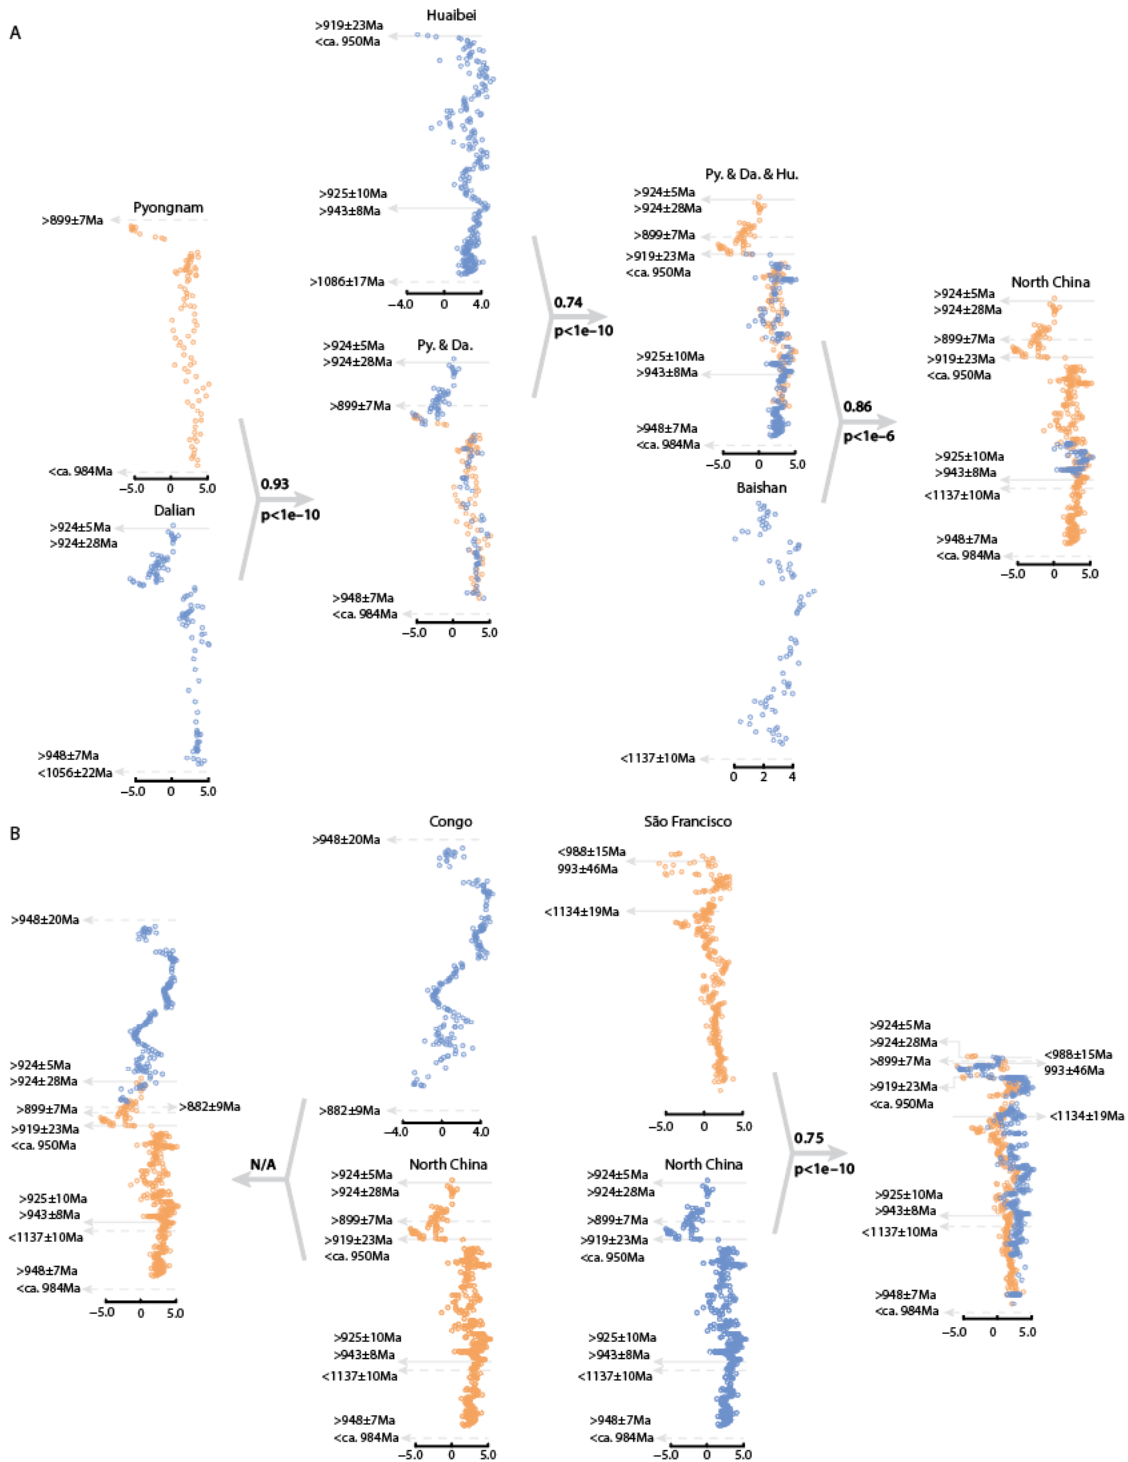 A
Huaibei
>919±23Ma
<ca. 950Ma
>925±10Ma
>943±8Ma
>1086±17Ma
-4.0 0 4.0
Pyongnam
>899±7Ma
<ca. 984Ma
-5.0 0 5.0
Dalian
>924±5Ma
>924±28Ma
>948±7Ma
<1056±22Ma
-5.0 0 5.0
0.93
p<1e-10
Py. & Da.
>924±5Ma
>924±28Ma
>899±7Ma
>948±7Ma
<ca. 984Ma
-5.0 0 5.0
0.74
p<1e-10
Py. & Da. & Hu.
>924±5Ma
>924±28Ma
>899±7Ma
>919±23Ma
<ca. 950Ma
>925±10Ma
>943±8Ma
>948±7Ma
<ca. 984Ma
-5.0 0 5.0
Baishan
<1137±10Ma
0 2 4
0.86
p<1e-6
North China
>924±5Ma
>924±28Ma
>899±7Ma
>919±23Ma
<ca. 950Ma
>925±10Ma
>943±8Ma
<1137±10Ma
>948±7Ma
<ca. 984Ma
-5.0 0 5.0
B
>948±20Ma
>924±5Ma
>924±28Ma
>899±7Ma
>882±9Ma
>919±23Ma
<ca. 950Ma
>925±10Ma
>943±8Ma
<1137±10Ma
>948±7Ma
<ca. 984Ma
-5.0 0 5.0
N/A
Congo
>948±20Ma
>882±9Ma
-4.0 0 4.0
North China
>924±5Ma
>924±28Ma
>899±7Ma
>919±23Ma
<ca. 950Ma
>925±10Ma
>943±8Ma
<1137±10Ma
>948±7Ma
<ca. 984Ma
-5.0 0 5.0
São Francisco
<988±15Ma
993±46Ma
<1134±19Ma
-5.0 0 5.0
North China
>924±5Ma
>924±28Ma
>899±7Ma
>919±23Ma
<ca. 950Ma
>925±10Ma
>943±8Ma
<1137±10Ma
>948±7Ma
<ca. 984Ma
-5.0 0 5.0
0.75
p<1e-10
>924±5Ma
>924±28Ma
>899±7Ma
<988±15Ma
993±46Ma
>919±23Ma
<ca. 950Ma
<1134±19Ma
>925±10Ma
>943±8Ma
<1137±10Ma
>948±7Ma
<ca. 984Ma
-5.0 0 5.0